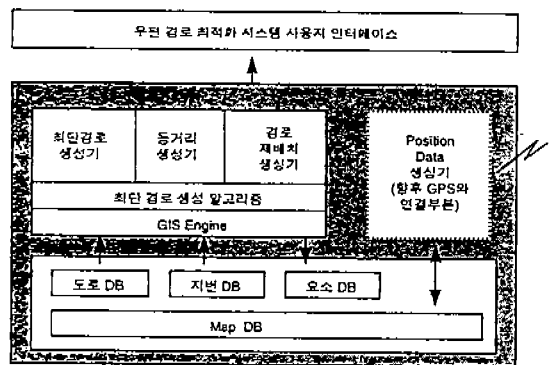 우편 경로 최적화 시스템 사용자 인터페이스
최단경로
생성기
등거리
생성기
경로
재배치
생성기
최단 경로 생성 알고리즘
GIS Engine
Position
Data
생성기
(향후 GPS와
연결부분)
도로 DB
지번 DB
요소 DB
Map DB